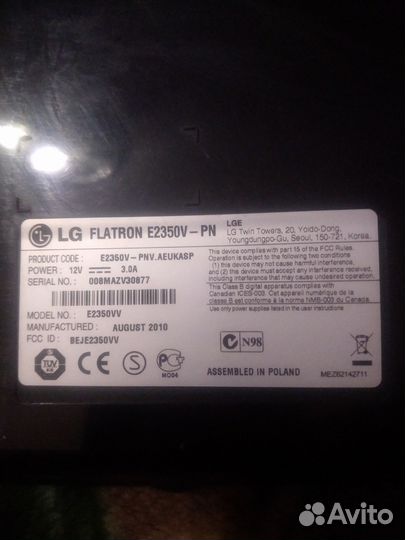 LG FLATRON E2350V-PN
LGE
LG Twin Towers, 20, Yoido-Dong,
Youngdungpo-Gu, Seoul, 150-721, Korea.
PRODUCT CODE : E2350V-PNV.AEUKASP
POWER : 12V 3.0A
SERIAL NO. : 008MAZV30877
This device complies with part 15 of the FCC Rules.
Operation is subject to the following two conditions
(1) this device may not cause harmful interference,
and (2) this device must accept any interference
received, including interference that may cause
undesired operation.
This Class B digital apparatus complies with
Canadian ICES-003. Cet appareil numérique de la
classe B est conforme à la norme NMB-003 du Canada.
Use only power supplies listed in the user instructions
MODEL NO. : E2350VV
MANUFACTURED : AUGUST 2010
FCC ID : BEJE2350VV
TÜV
CE
MO04
N98
ASSEMBLED IN POLAND
MEZ62142711
Avito